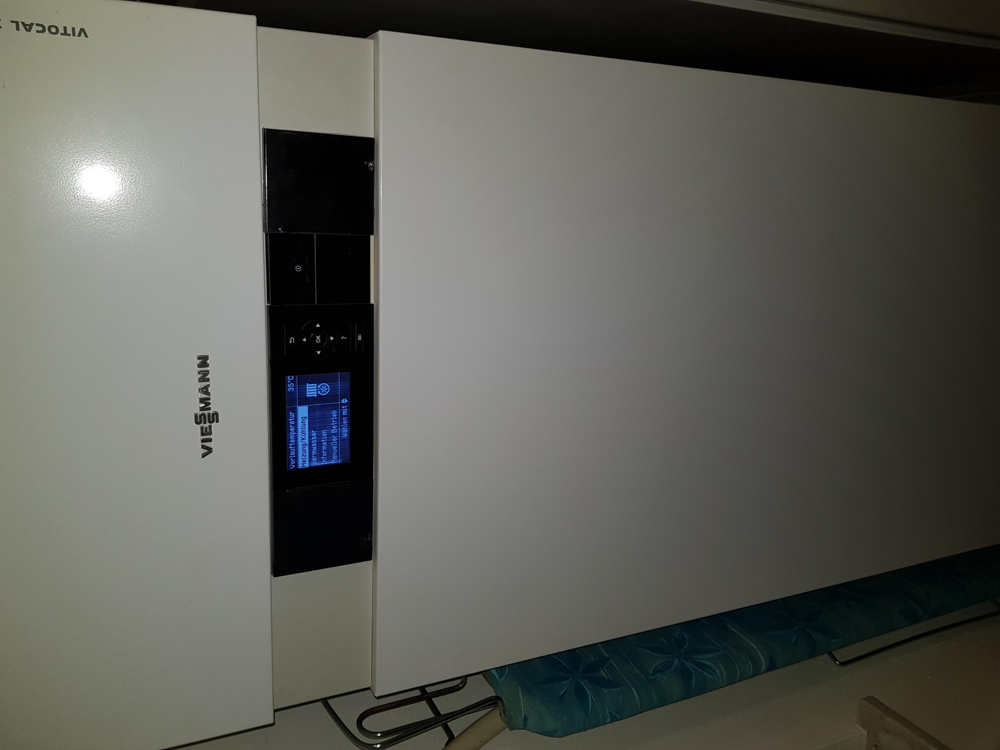 VITOCAL
VIESMANN
Vorlauftemperatur 35°C
Heizung/Kühlung
Warmwasser
Information
Manueller Betrieb
Wählen mit
OK
?